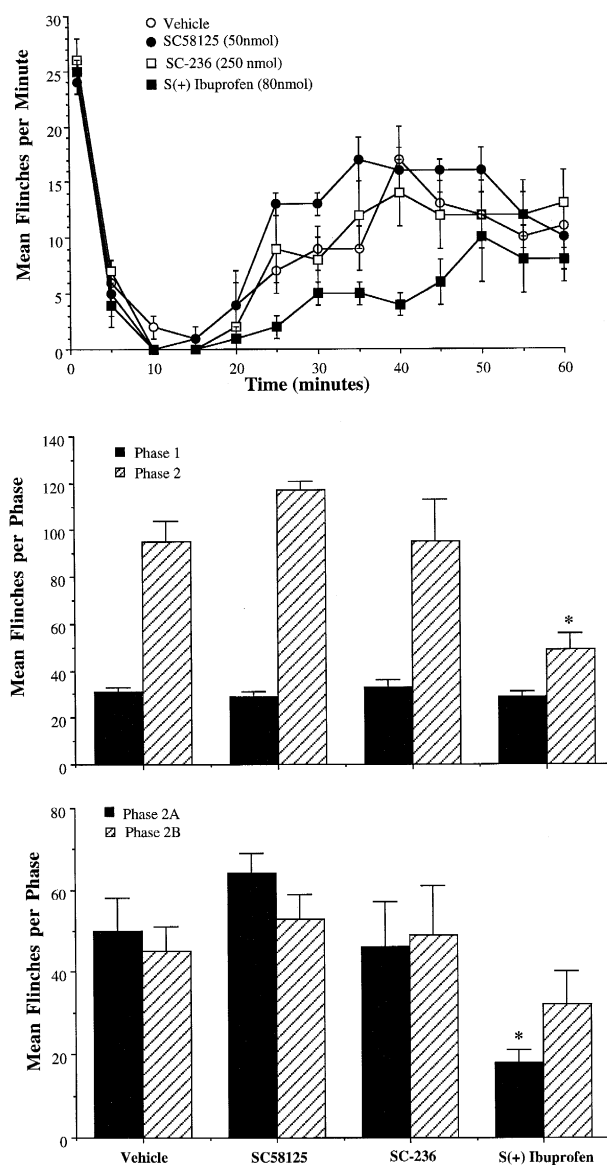 Vehicle
SC58125 (50nmol)
SC-236 (250 nmol)
S(+) Ibuprofen (80nmol)
Mean Flinches per Minute
30
25
20
15
10
5
0
0 10 20 30 40 50 60
Time (minutes)
Phase 1
Phase 2
Mean Flinches per Phase
140
120
100
80
60
40
20
0
*
Phase 2A
Phase 2B
Mean Flinches per Phase
80
60
40
20
0
*
Vehicle SC58125 SC-236 S(+) Ibuprofen